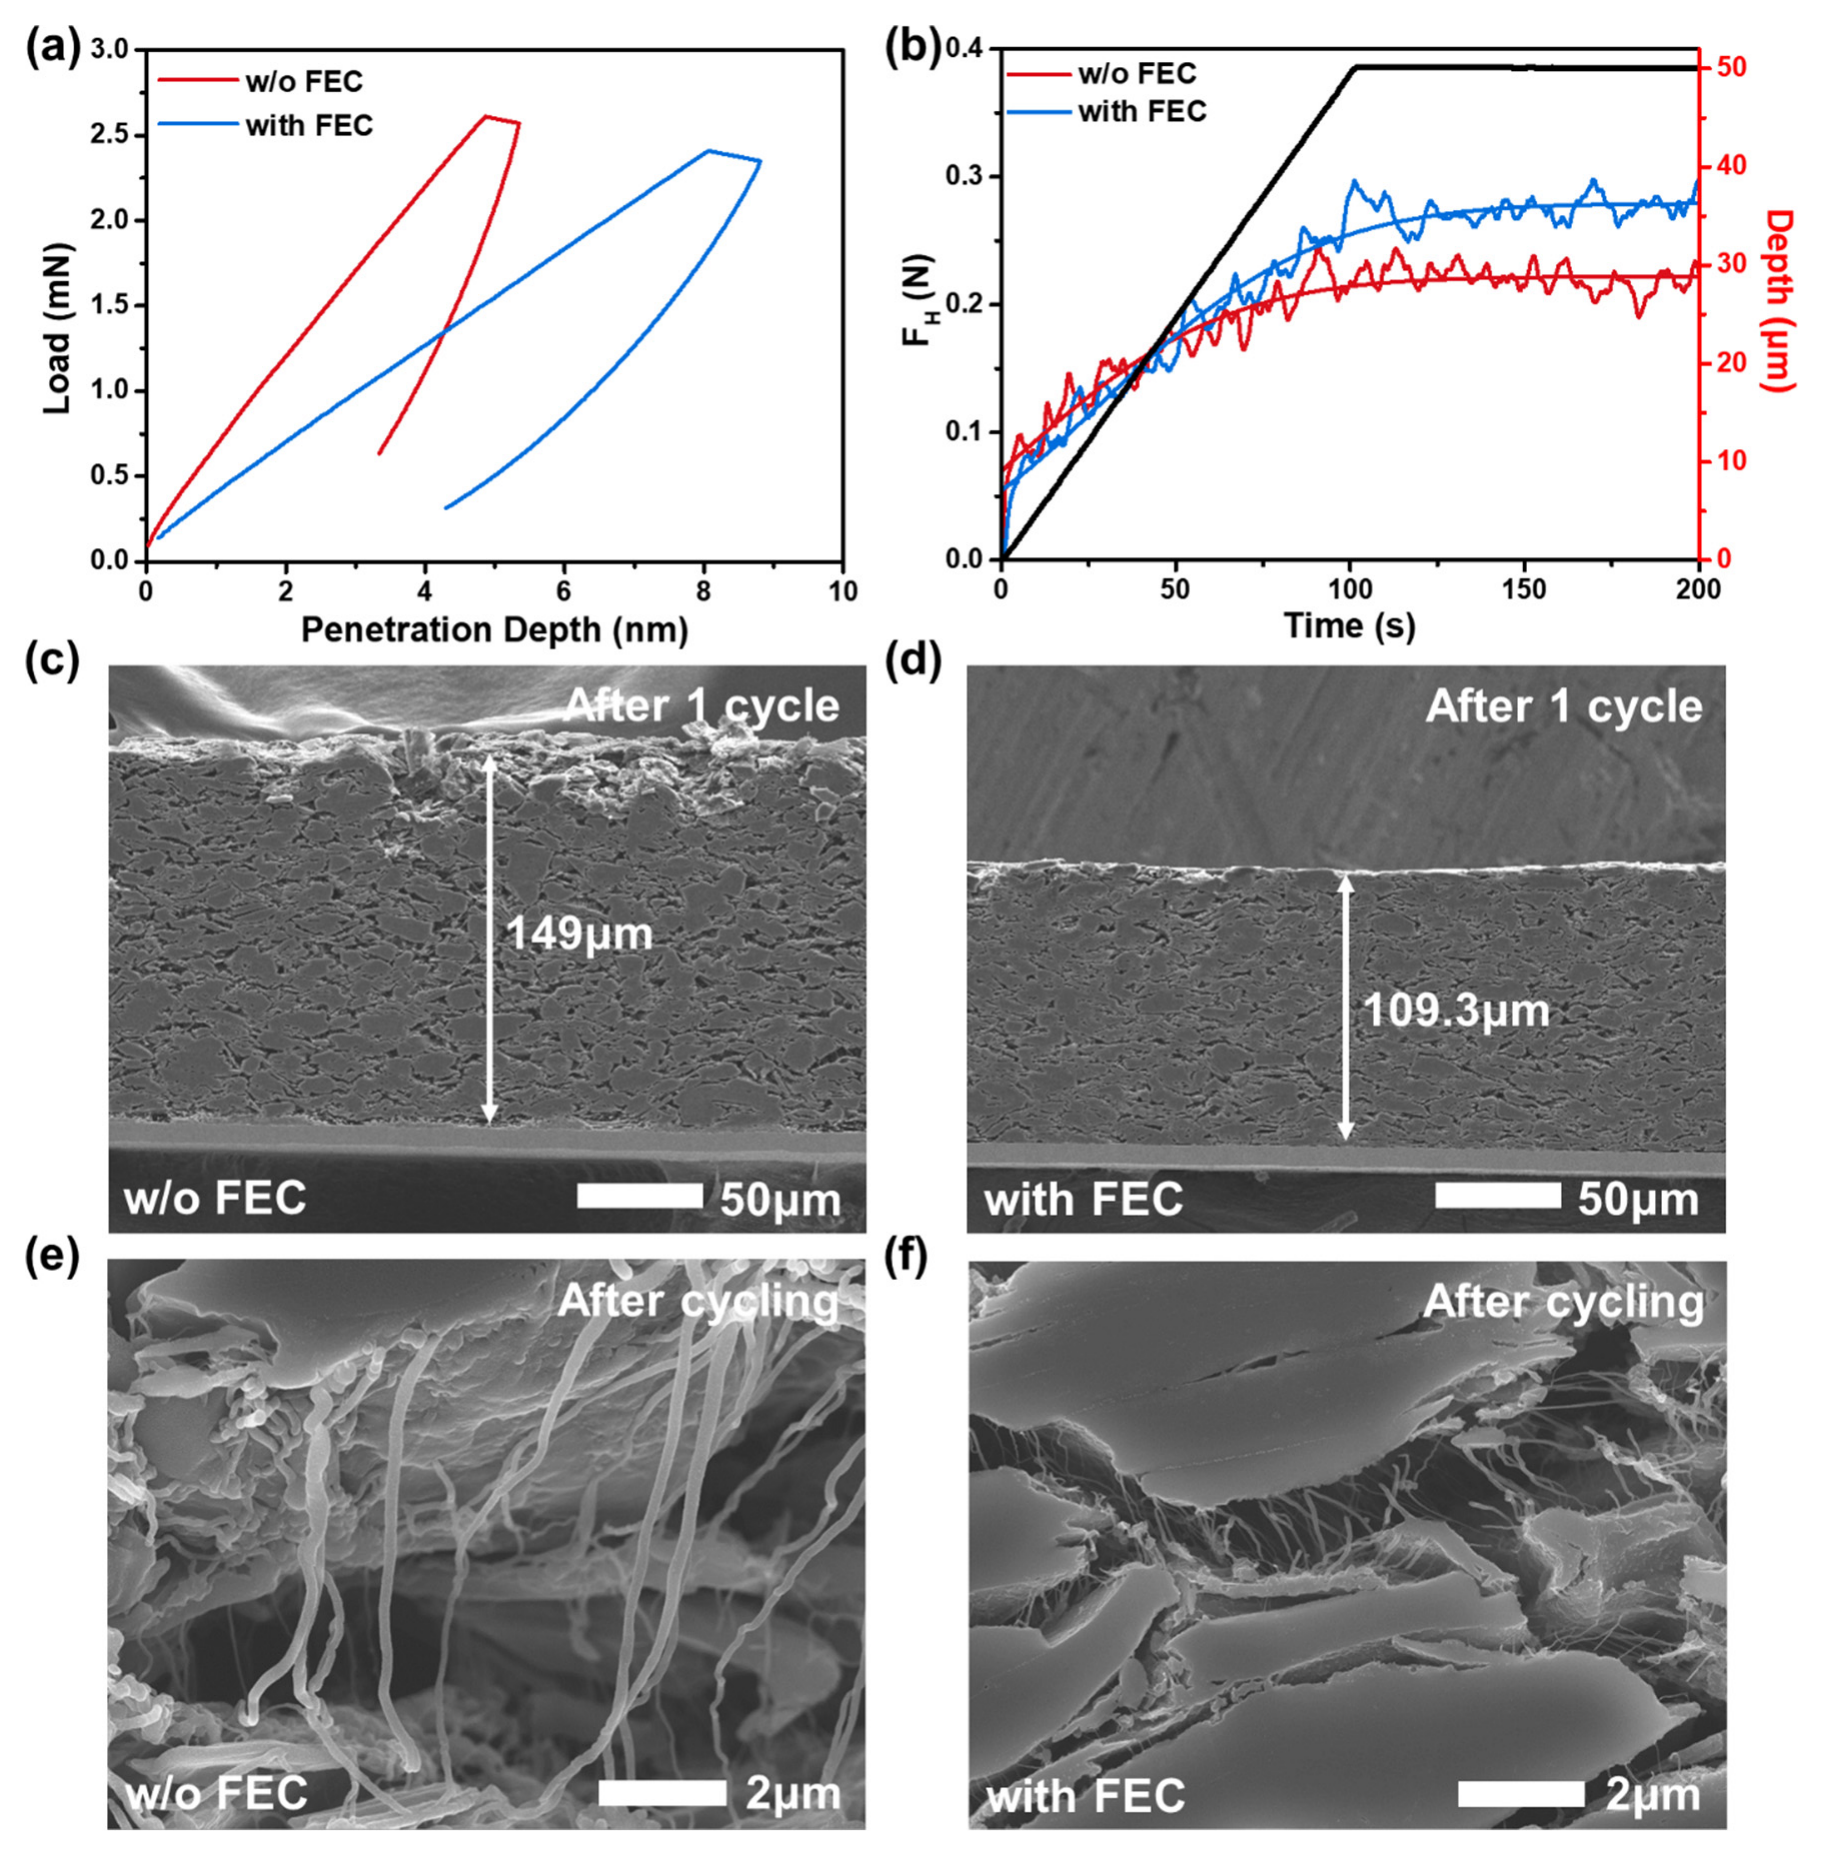 (a)
3.0
2.5
2.0
1.5
1.0
0.5
0.0
Load (mN)
w/o FEC
with FEC
0 2 4 6 8 10
Penetration Depth (nm)
(b)
0.4
0.3
0.2
0.1
0.0
F_H (N)
w/o FEC
with FEC
50
40
30
20
10
0
Depth (μm)
0 50 100 150 200
Time (s)
(c)
After 1 cycle
149μm
w/o FEC
50μm
(d)
After 1 cycle
109.3μm
with FEC
50μm
(e)
After cycling
w/o FEC
2μm
(f)
After cycling
with FEC
2μm